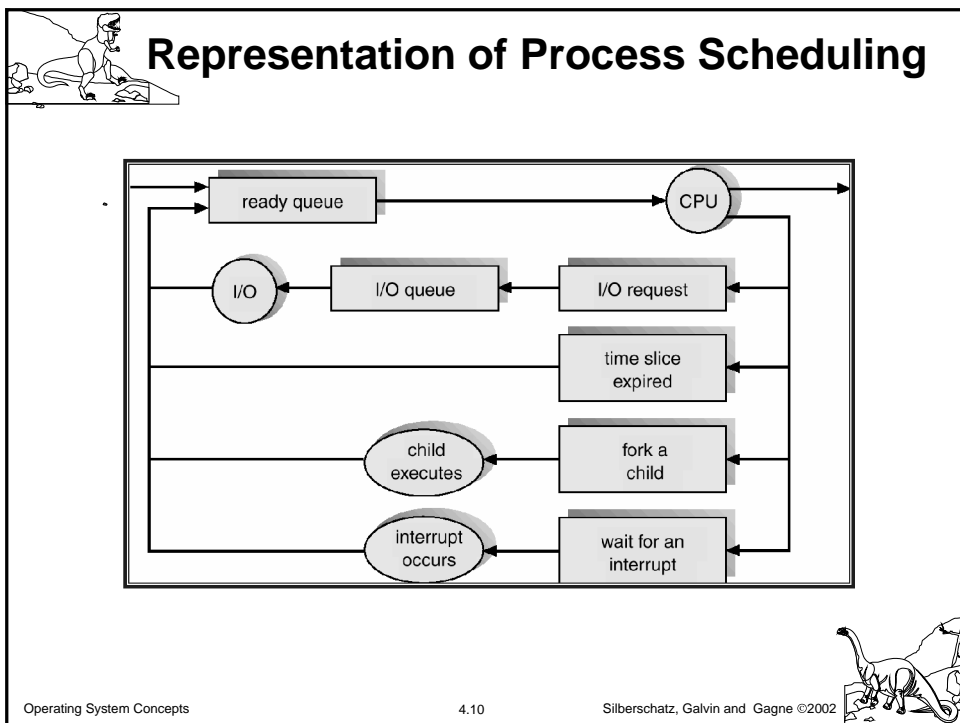 Representation of Process Scheduling
ready queue
CPU
I/O
I/O queue
I/O request
time slice
expired
child
executes
fork a
child
interrupt
occurs
wait for an
interrupt
Operating System Concepts
4.10
Silberschatz, Galvin and Gagne ©2002